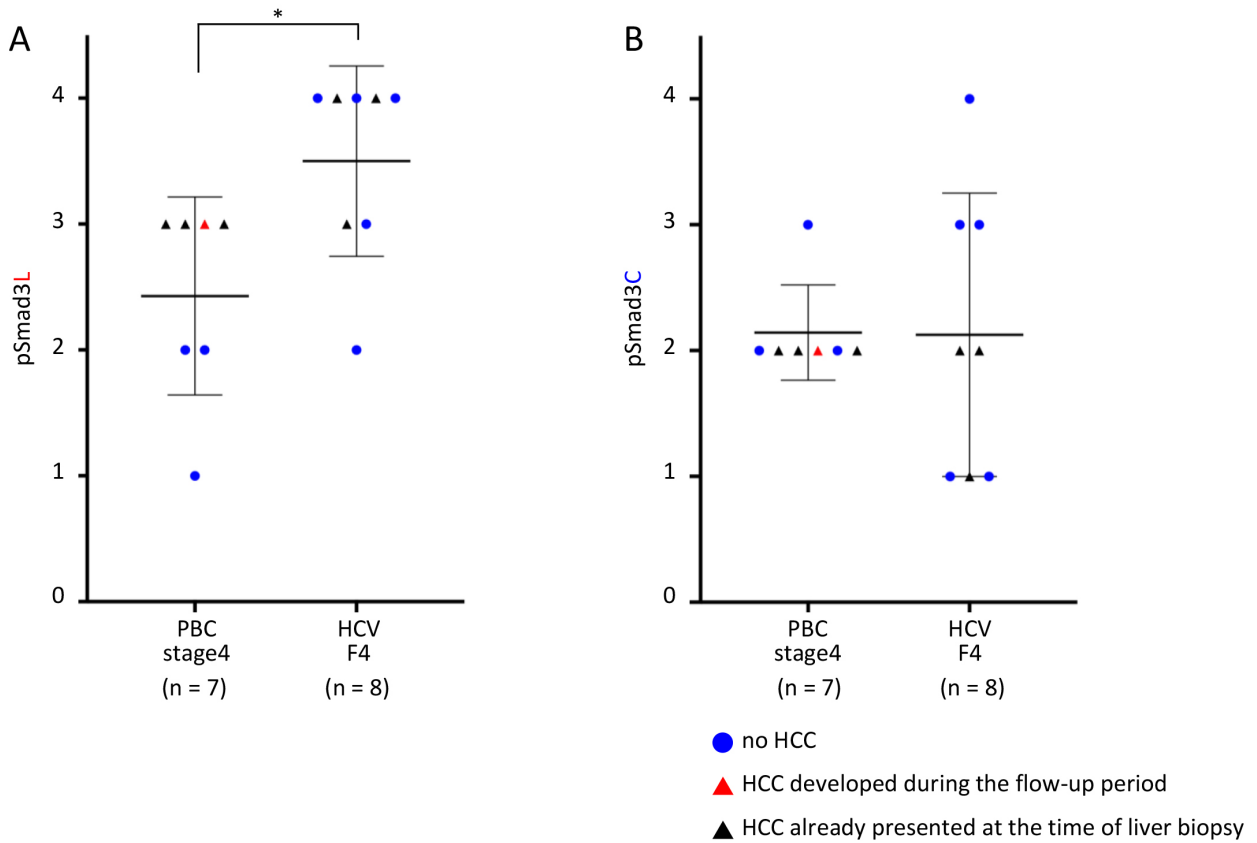 A
*
4
3
2
1
0
pSmad3L
PBC
stage4
(n = 7)
HCV
F4
(n = 8)
B
4
3
2
1
0
pSmad3C
PBC
stage4
(n = 7)
HCV
F4
(n = 8)
no HCC
HCC developed during the flow-up period
HCC already presented at the time of liver biopsy